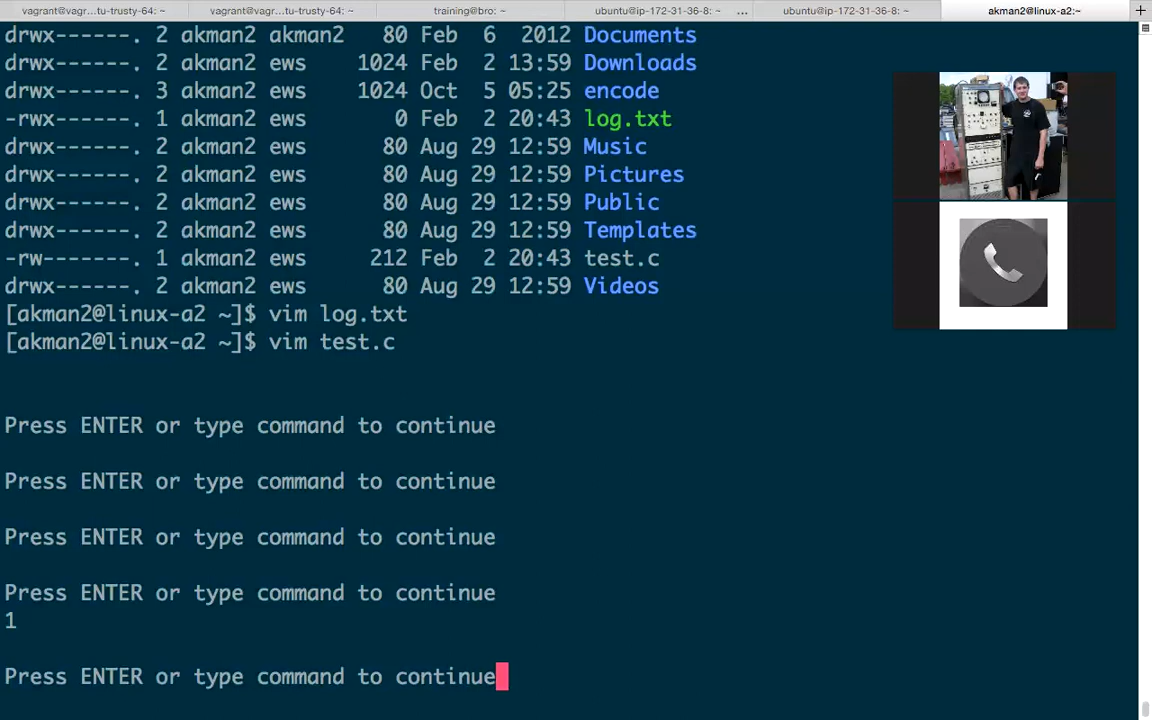 vagrant@vagr...tu-trusty-64: ~
vagrant@vagr...tu-trusty-64: ~
training@bro: ~
ubuntu@ip-172-31-36-8: ~
...
ubuntu@ip-172-31-36-8: ~
akman2@linux-a2:~
+
drwx------. 2 akman2 akman2   80 Feb  6  2012 Documents
drwx------. 2 akman2 ews    1024 Feb  2 13:59 Downloads
drwx------. 3 akman2 ews    1024 Oct  5 05:25 encode
-rwx------. 1 akman2 ews       0 Feb  2 20:43 log.txt
drwx------. 2 akman2 ews      80 Aug 29 12:59 Music
drwx------. 2 akman2 ews      80 Aug 29 12:59 Pictures
drwx------. 2 akman2 ews      80 Aug 29 12:59 Public
drwx------. 2 akman2 ews      80 Aug 29 12:59 Templates
-rw-------. 1 akman2 ews     212 Feb  2 20:43 test.c
drwx------. 2 akman2 ews      80 Aug 29 12:59 Videos
[akman2@linux-a2 ~]$ vim log.txt
[akman2@linux-a2 ~]$ vim test.c
Press ENTER or type command to continue
Press ENTER or type command to continue
Press ENTER or type command to continue
Press ENTER or type command to continue
1
Press ENTER or type command to continue